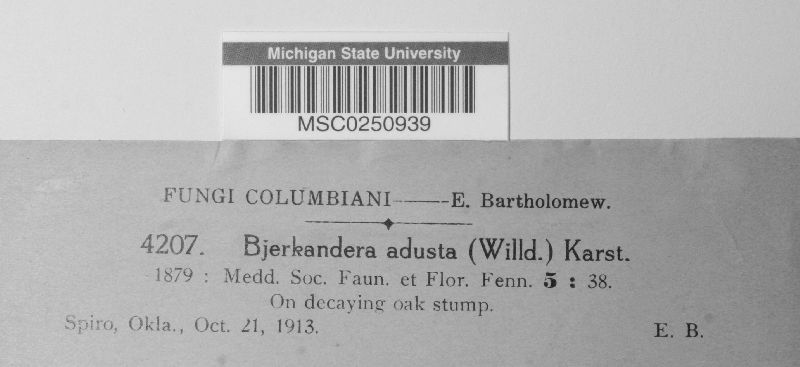 Michigan State University
MSC0250939
FUNGI COLUMBIANI——E. Bartholomew.
4207. Bjerkandera adusta (Willd.) Karst.
1879 : Medd. Soc. Faun. et Flor. Fenn. 5 : 38.
On decaying oak stump.
Spiro, Okla., Oct. 21, 1913. E. B.